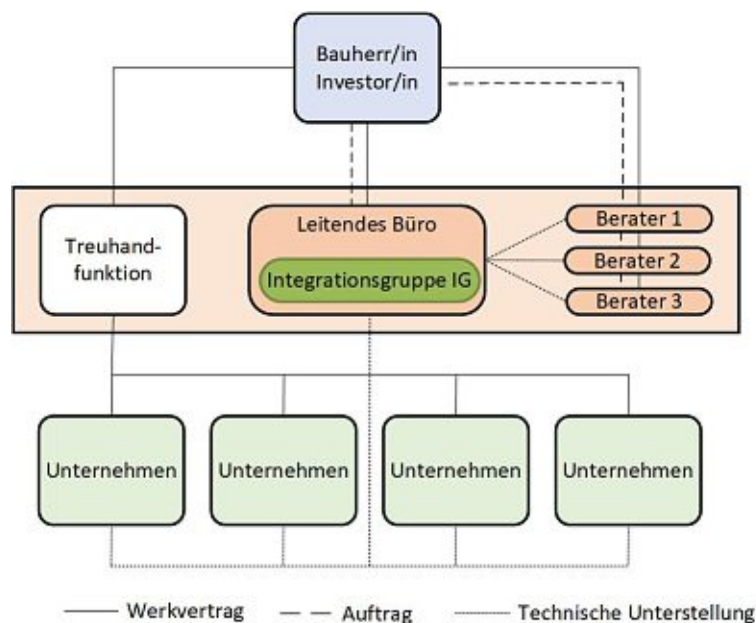 Bauherr/in
Investor/in
Treuhand-
funktion
Leitendes Büro
Integrationsgruppe IG
Berater 1
Berater 2
Berater 3
Unternehmen
Unternehmen
Unternehmen
Unternehmen
Werkvertrag
Auftrag
Technische Unterstellung